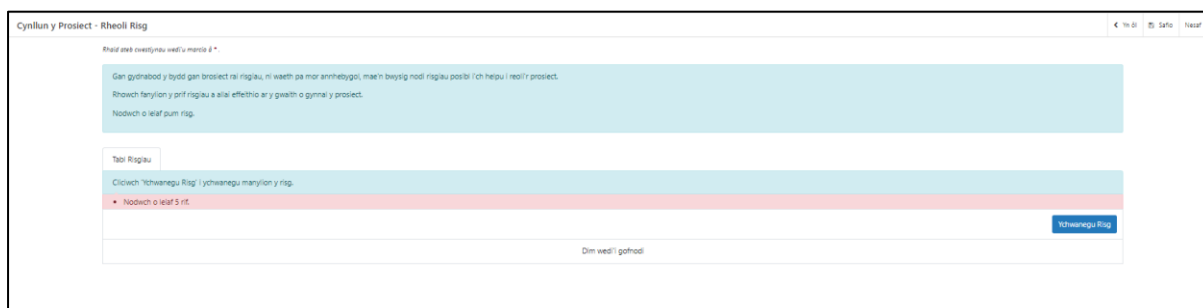 Cynllun y Prosiect - Rheoli Risg
Yn ôl Safio Nesaf
Rhaid ateb cwestiynau wedi'u marcio â *.
Gan gydnabod y bydd gan brosiect rai risgiau, ni waeth pa mor annhebygol, mae'n bwysig nodi risgiau posibl i'ch helpu i reoli'r prosiect.
Rhowch fanylion y prif risgiau a allai effeithio ar y gwaith o gynnal y prosiect.
Nodwch o leiaf pum risg.
Tabl Risgiau
Cliciwch 'Ychwanegu Risg' i ychwanegu manylion y risg.
Nodwch o leiaf 5 rif.
Ychwanegu Risg
Dim wedi'i gofnodi